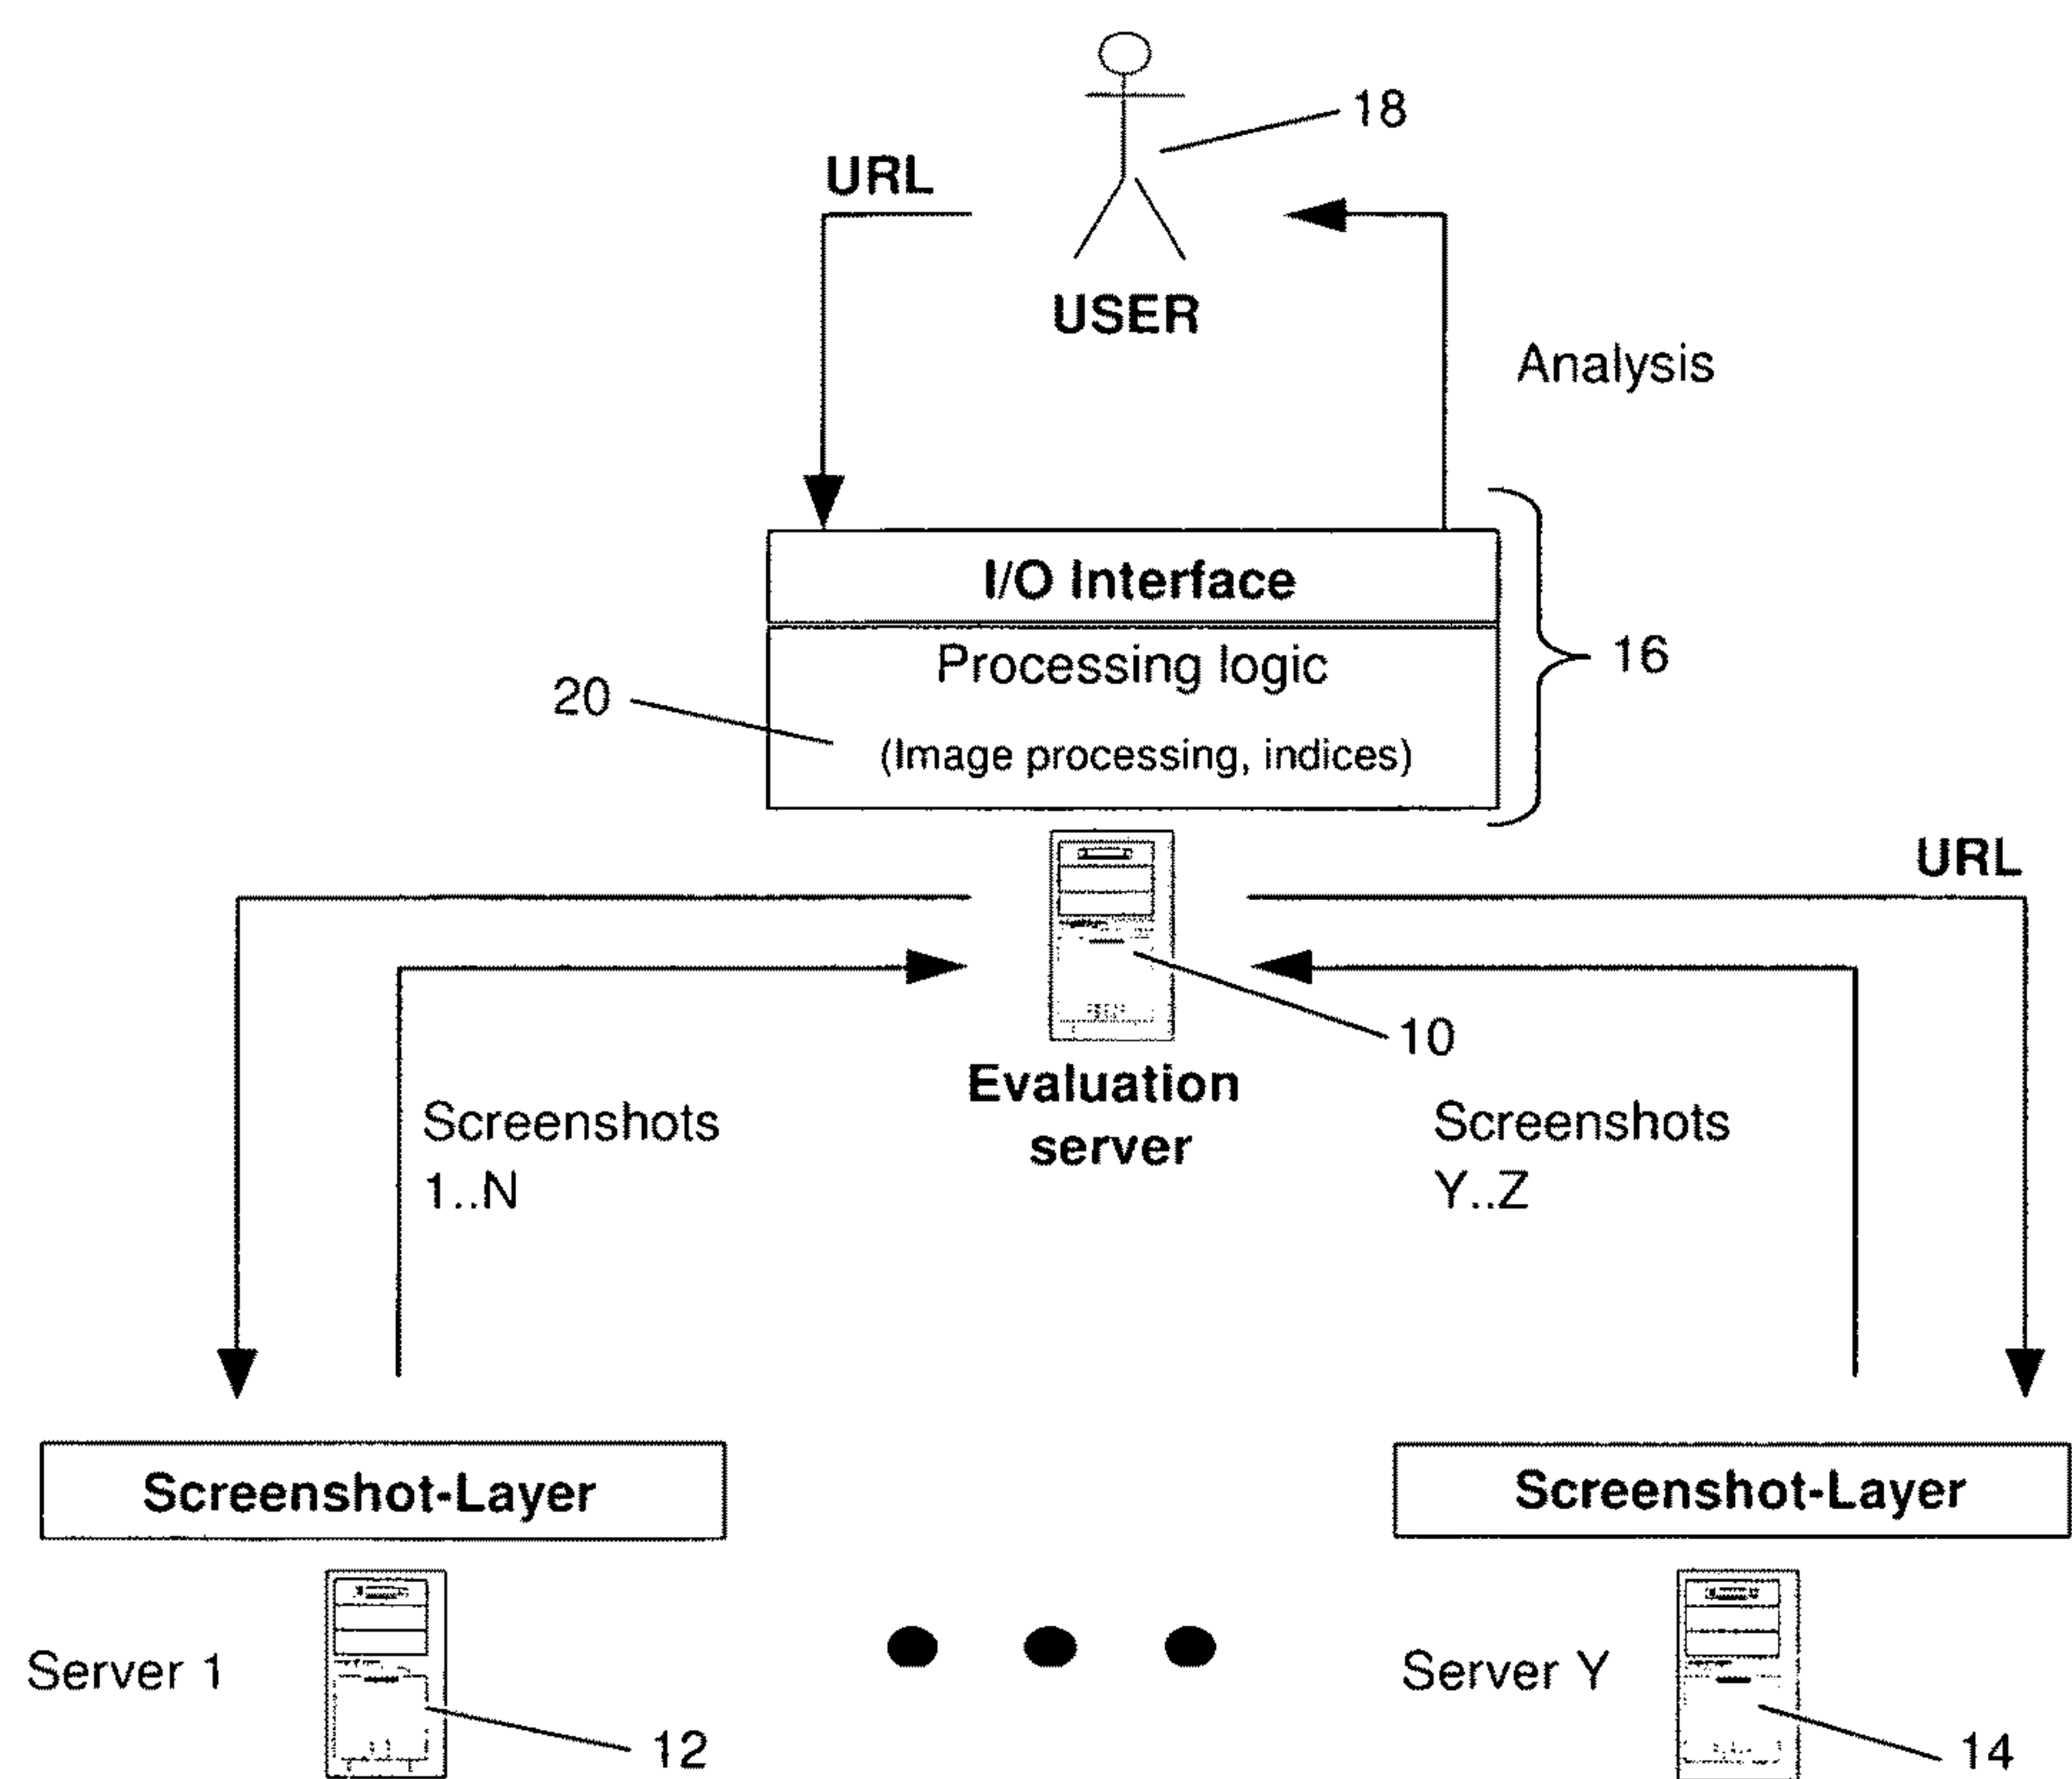 18
URL
USER
Analysis
I/O Interface
Processing logic
16
20
(Image processing, indices)
URL
10
Evaluation
server
Screenshots
1..N
Screenshots
Y..Z
Screenshot-Layer
Screenshot-Layer
Server 1
Server Y
12
14